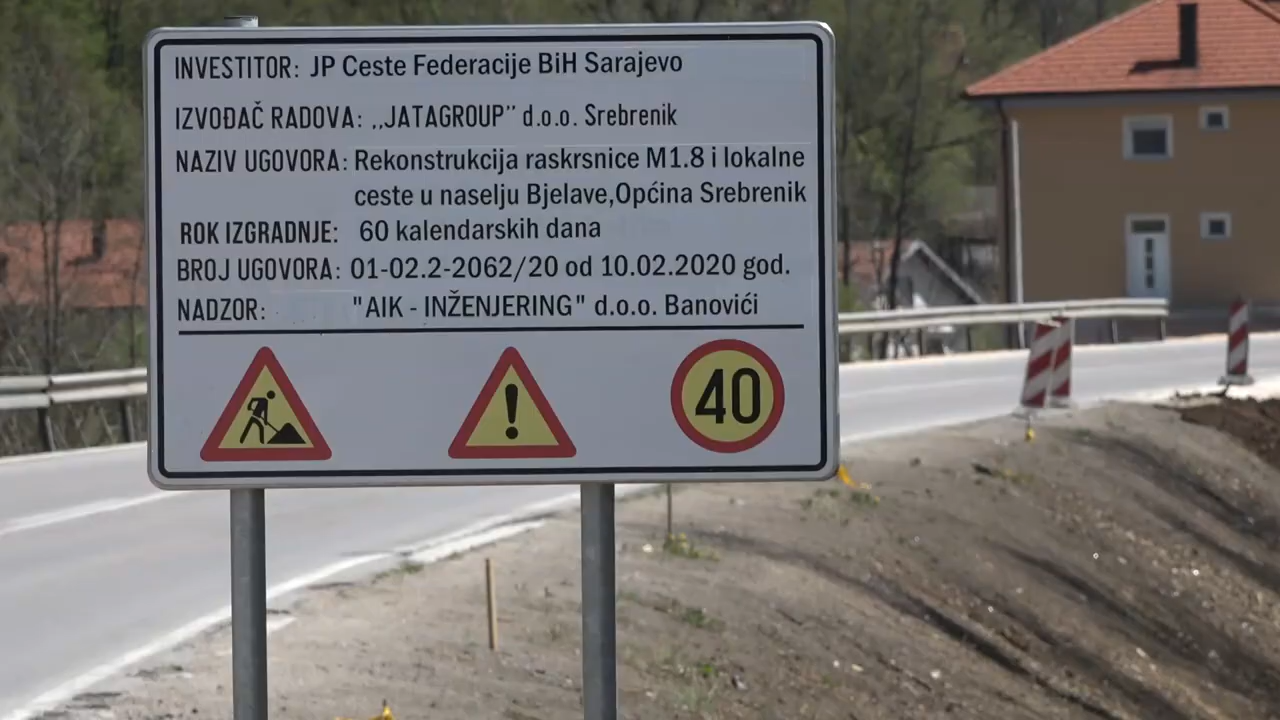 INVESTITOR: JP Ceste Federacije BiH Sarajevo
IZVOĐAČ RADOVA: ,,JATAGROUP'' d.o.o. Srebrenik
NAZIV UGOVORA: Rekonstrukcija raskrsnice M1.8 i lokalne
ceste u naselju Bjelave,Općina Srebrenik
ROK IZGRADNJE: 60 kalendarskih dana
BROJ UGOVORA: 01-02.2-2062/20 od 10.02.2020 god.
NADZOR: "AIK - INŽENJERING" d.o.o. Banovići
! 40